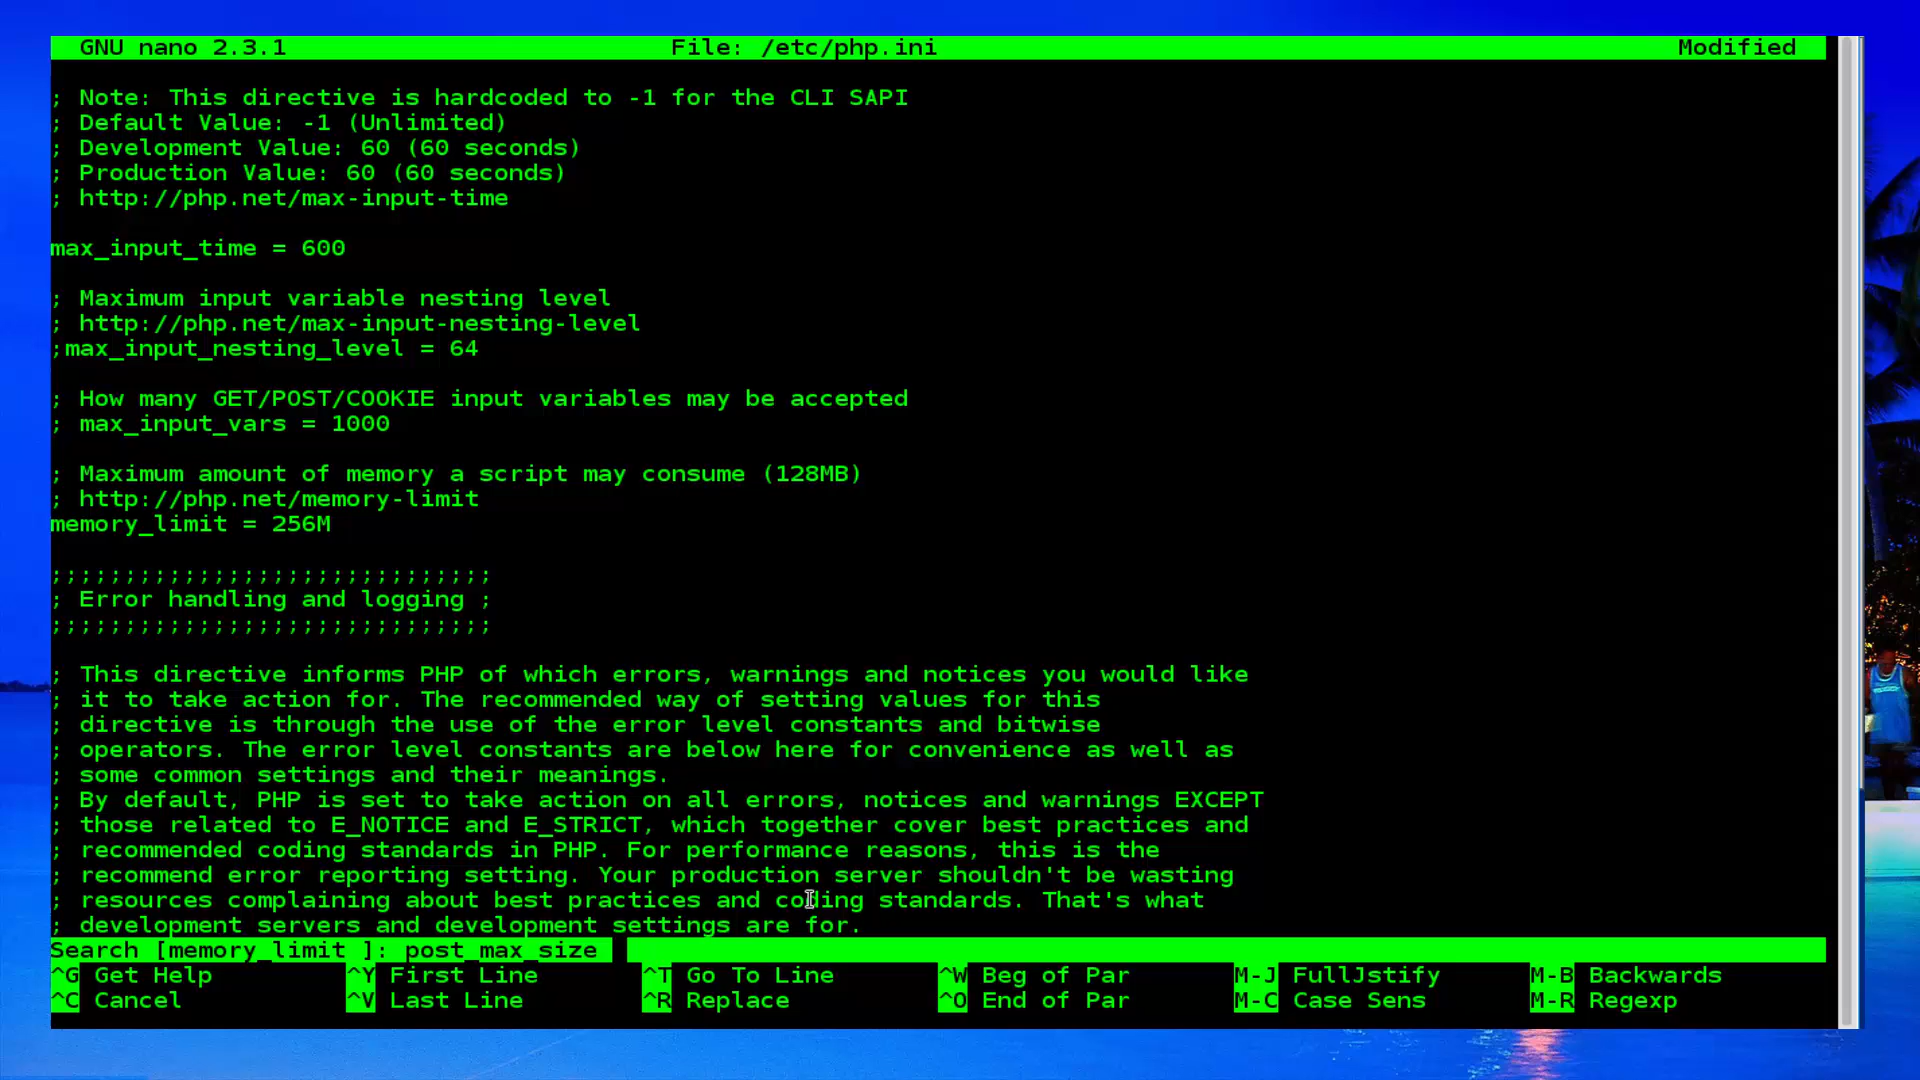 GNU nano 2.3.1 File: /etc/php.ini Modified
; Note: This directive is hardcoded to -1 for the CLI SAPI
; Default Value: -1 (Unlimited)
; Development Value: 60 (60 seconds)
; Production Value: 60 (60 seconds)
; http://php.net/max-input-time
max_input_time = 600
; Maximum input variable nesting level
; http://php.net/max-input-nesting-level
;max_input_nesting_level = 64
; How many GET/POST/COOKIE input variables may be accepted
; max_input_vars = 1000
; Maximum amount of memory a script may consume (128MB)
; http://php.net/memory-limit
memory_limit = 256M
;;;;;;;;;;;;;;;;;;;;;;;;;;;;;;
; Error handling and logging ;
;;;;;;;;;;;;;;;;;;;;;;;;;;;;;;
; This directive informs PHP of which errors, warnings and notices you would like
; it to take action for. The recommended way of setting values for this
; directive is through the use of the error level constants and bitwise
; operators. The error level constants are below here for convenience as well as
; some common settings and their meanings.
; By default, PHP is set to take action on all errors, notices and warnings EXCEPT
; those related to E_NOTICE and E_STRICT, which together cover best practices and
; recommended coding standards in PHP. For performance reasons, this is the
; recommend error reporting setting. Your production server shouldn't be wasting
; resources complaining about best practices and coding standards. That's what
; development servers and development settings are for.
Search [memory_limit ]: post_max_size
^G Get Help ^Y First Line ^T Go To Line ^W Beg of Par M-J FullJstify M-B Backwards
^C Cancel ^V Last Line ^R Replace ^O End of Par M-C Case Sens M-R Regexp